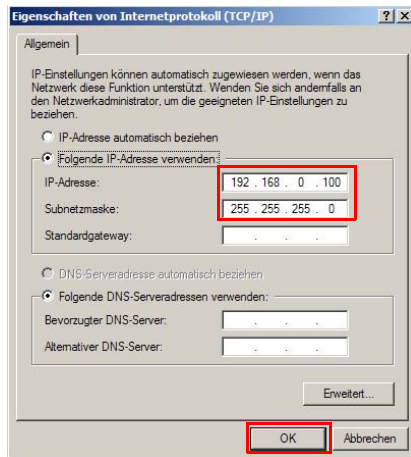 Eigenschaften von Internetprotokoll (TCP/IP)
Allgemein
IP-Einstellungen können automatisch zugewiesen werden, wenn das
Netzwerk diese Funktion unterstützt. Wenden Sie sich andernfalls an
den Netzwerkadministrator, um die geeigneten IP-Einstellungen zu
beziehen.
IP-Adresse automatisch beziehen
Folgende IP-Adresse verwenden:
IP-Adresse: 192 . 168 . 0 . 100
Subnetzmaske: 255 . 255 . 255 . 0
Standardgateway: . . .
DNS-Serveradresse automatisch beziehen
Folgende DNS-Serveradressen verwenden:
Bevorzugter DNS-Server: . . .
Alternativer DNS-Server: . . .
Erweitert...
OK Abbrechen